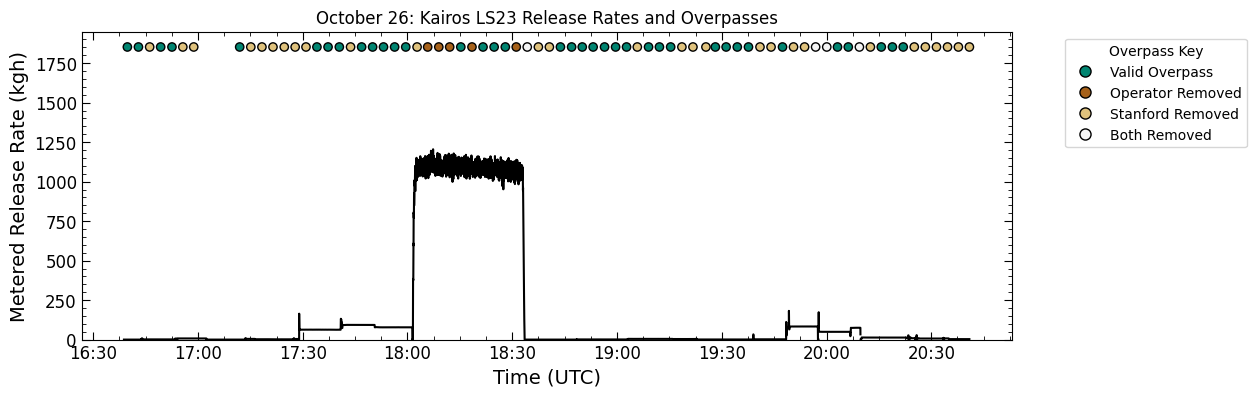 October 26: Kairos LS23 Release Rates and Overpasses
Metered Release Rate (kgh)
1750
1500
1250
1000
750
500
250
0
16:30 17:00 17:30 18:00 18:30 19:00 19:30 20:00 20:30
Time (UTC)
Overpass Key
Valid Overpass
Operator Removed
Stanford Removed
Both Removed